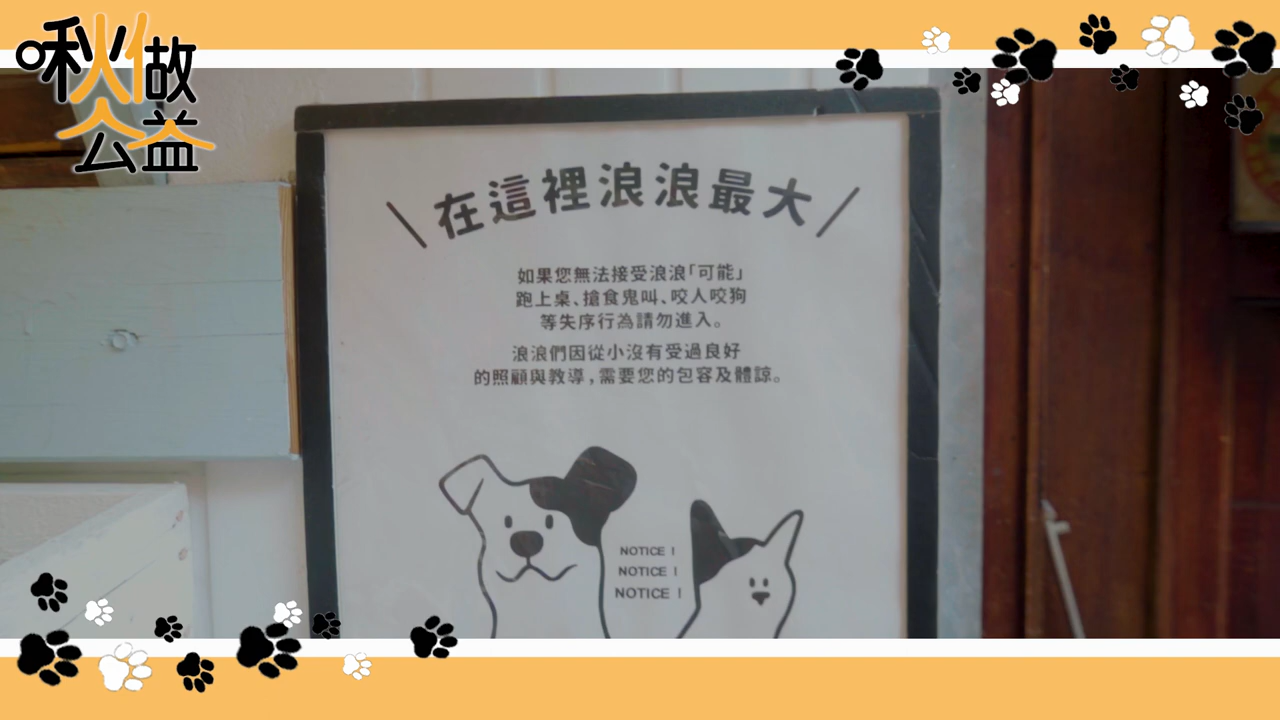 啾做
公益
在這裡浪浪最大
如果您無法接受浪浪「可能」
跑上桌、搶食鬼叫、咬人咬狗
等失序行為請勿進入。
浪浪們因從小沒有受過良好
的照顧與教導,需要您的包容及體諒。
NOTICE!
NOTICE!
NOTICE!